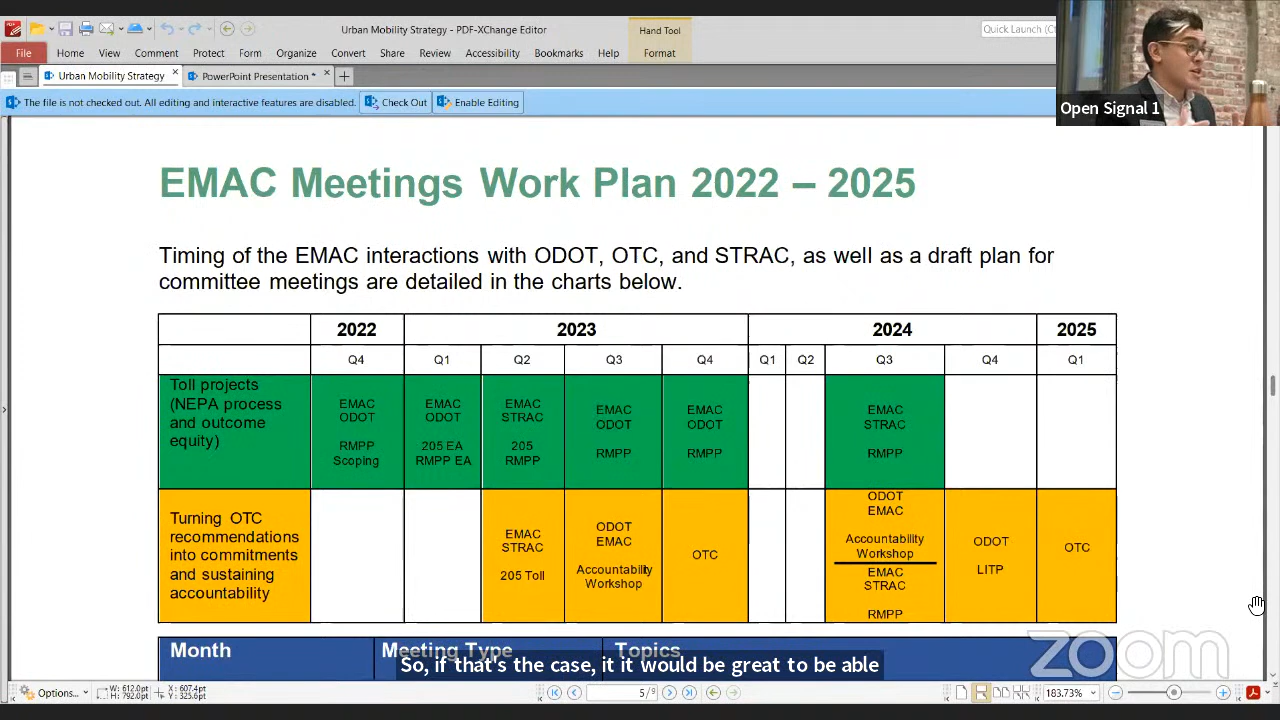 Urban Mobility Strategy - PDF-XChange Editor
Hand Tool
Quick Launch (Ct
File
Home
View
Comment
Protect
Form
Organize
Convert
Share
Review
Accessibility
Bookmarks
Help
Format
Urban Mobility Strategy
PowerPoint Presentation *
The file is not checked out. All editing and interactive features are disabled.
Check Out
Enable Editing
Open Signal 1
EMAC Meetings Work Plan 2022 – 2025
Timing of the EMAC interactions with ODOT, OTC, and STRAC, as well as a draft plan for
committee meetings are detailed in the charts below.
2022
2023
2024
2025
Q4
Q1
Q2
Q3
Q4
Q1
Q2
Q3
Q4
Q1
Toll projects
(NEPA process
and outcome
equity)
EMAC
ODOT
RMPP
Scoping
EMAC
ODOT
205 EA
RMPP EA
EMAC
STRAC
205
RMPP
EMAC
ODOT
RMPP
EMAC
ODOT
RMPP
EMAC
STRAC
RMPP
Turning OTC
recommendations
into commitments
and sustaining
accountability
EMAC
STRAC
205 Toll
ODOT
EMAC
Accountability
Workshop
OTC
ODOT
EMAC
Accountability
Workshop
EMAC
STRAC
RMPP
ODOT
LITP
OTC
Month
Meeting Type
Topics
So, if that's the case, it it would be great to be able
zoom
Options...
W: 612.0pt
H: 792.0pt
X: 607.4pt
Y: 325.6pt
5/9
183.73%